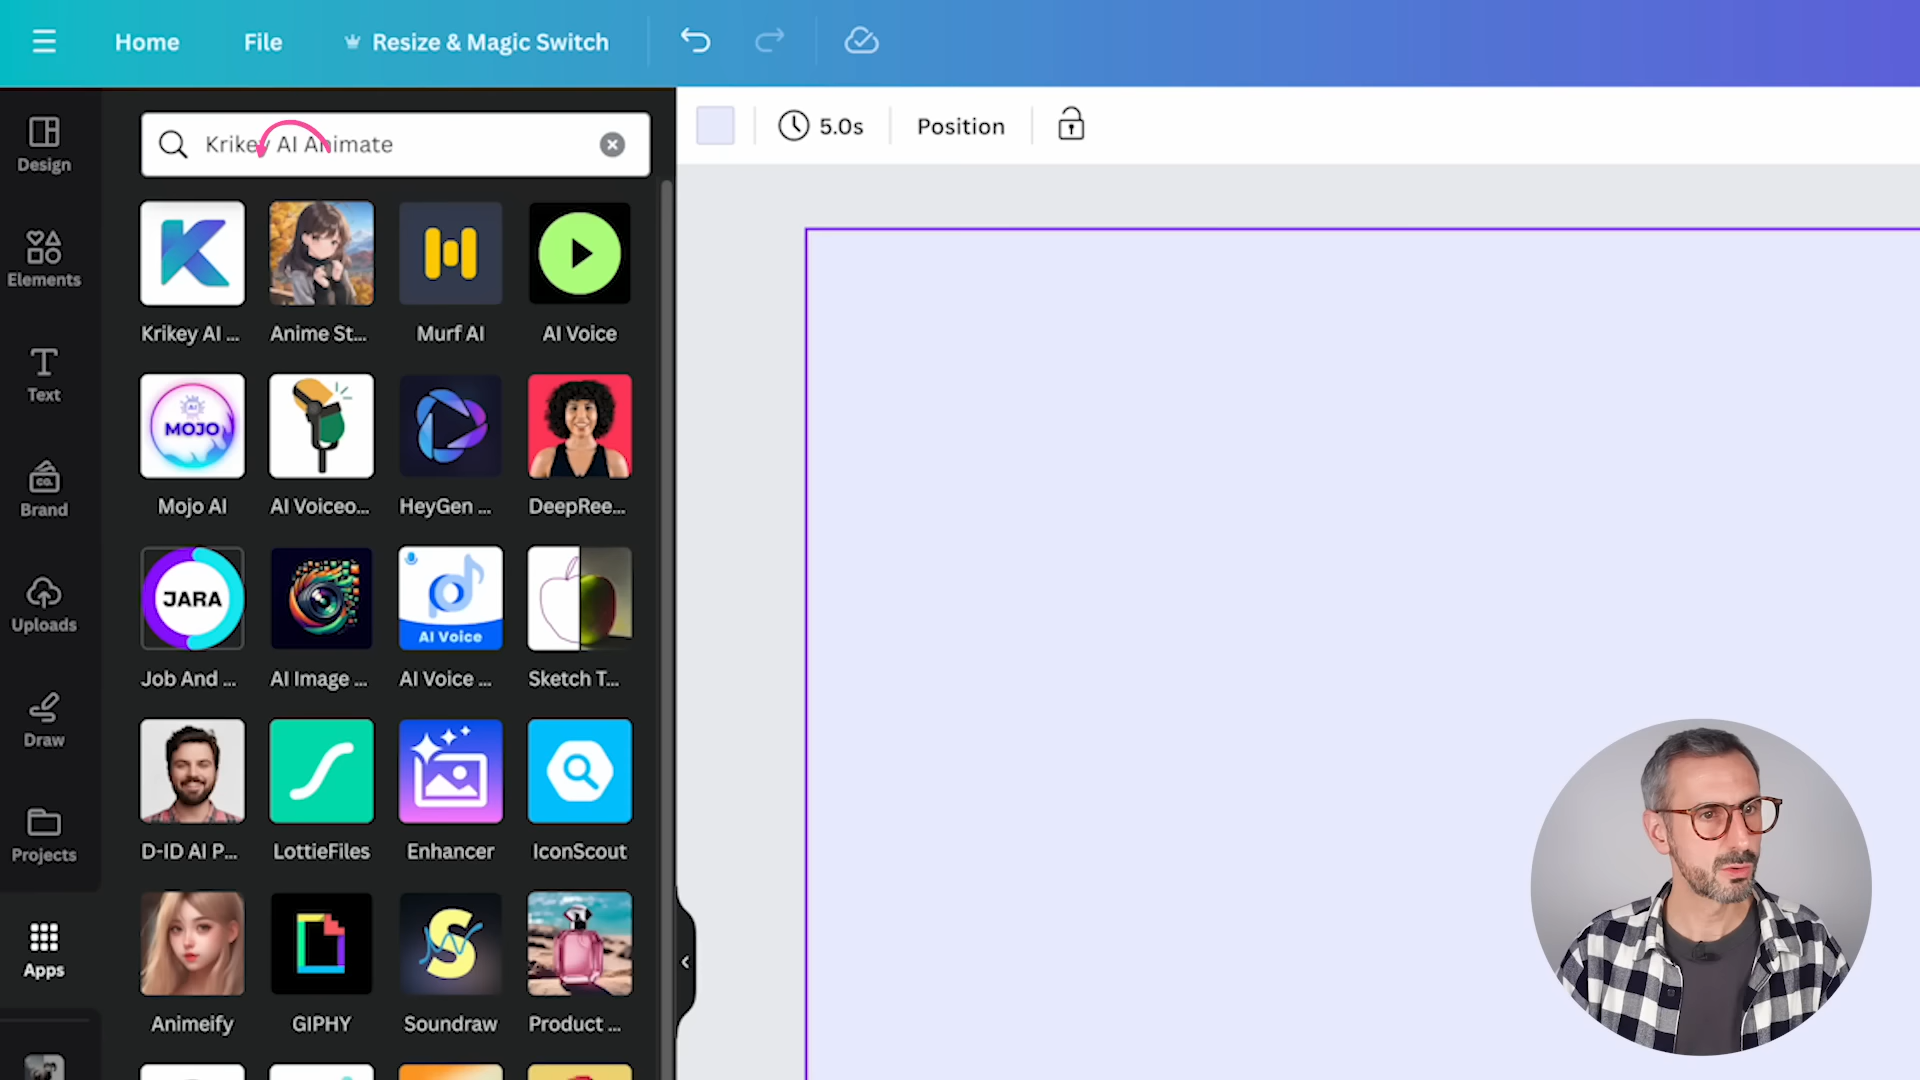 Home File Resize & Magic Switch
Design
Elements
Text
CO.
Brand
Uploads
Draw
Projects
Apps
Krikey AI Animate
5.0s Position
Krikey AI ... Anime St... Murf AI AI Voice
AI
MOJO
Mojo AI AI Voiceo... HeyGen ... DeepRee...
JARA
AI Voice
Job And ... AI Image ... AI Voice ... Sketch T...
D-ID AI P... LottieFiles Enhancer IconScout
Animeify GIPHY Soundraw Product ...